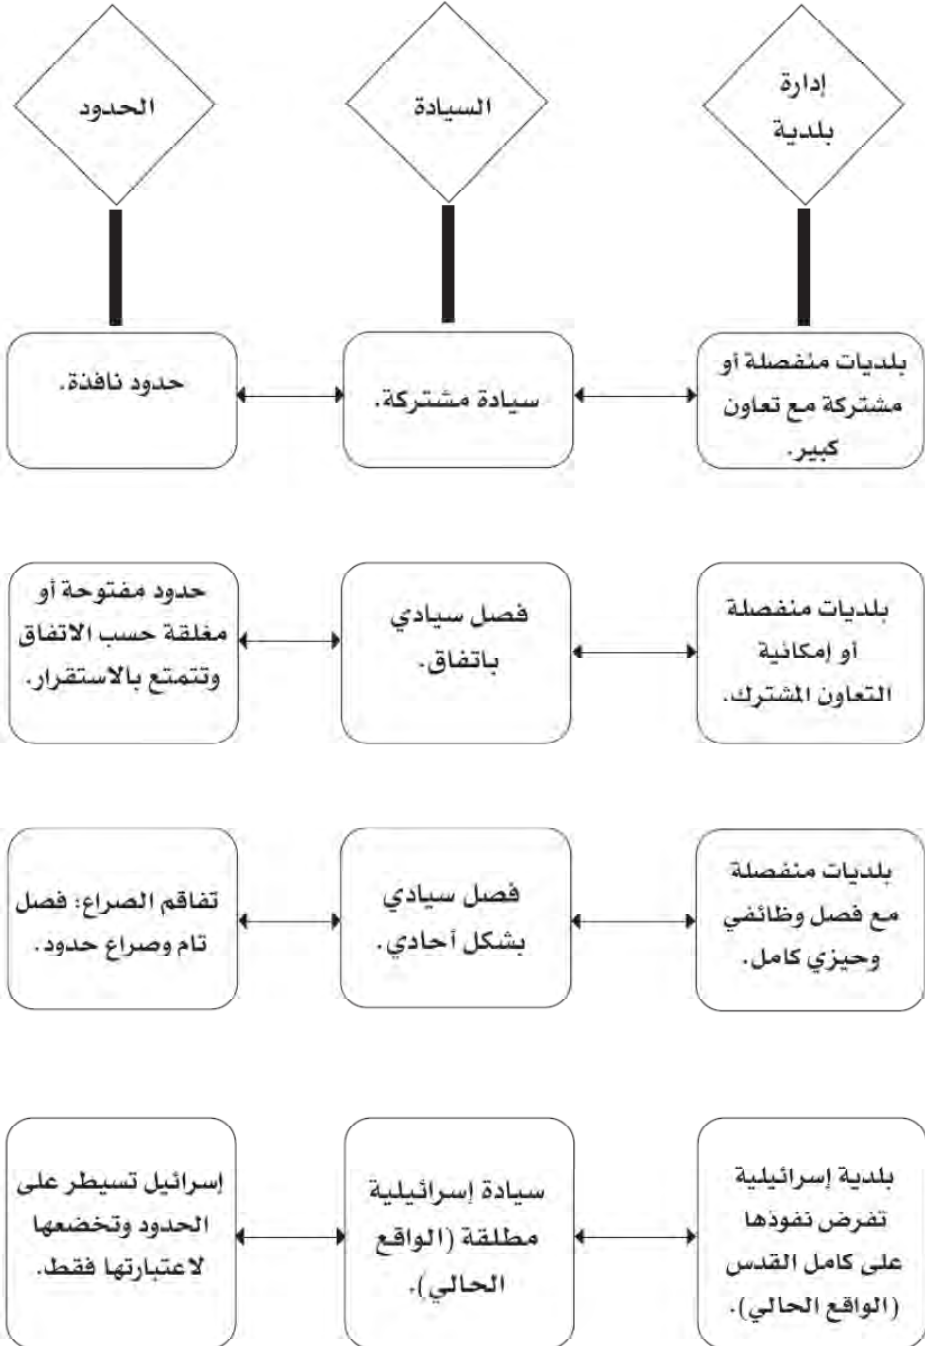 إدارة
بلدية
السيادة
الحدود
بلديات منفصلة أو
مشتركة مع تعاون
كبير.
سيادة مشتركة.
حدود نافذة.
بلديات منفصلة
أو إمكانية
التعاون المشترك.
فصل سيادي
باتفاق.
حدود مفتوحة أو
مغلقة حسب الاتفاق
وتتمتع بالاستقرار.
بلديات منفصلة
مع فصل وظائفي
وحيزي كامل.
فصل سيادي
بشكل أحادي.
تفاقم الصراع: فصل
تام وصراع حدود.
بلدية إسرائيلية
تفرض نفوذها
على كامل القدس
(الواقع الحالي).
سيادة إسرائيلية
مطلقة (الواقع
الحالي).
إسرائيل تسيطر على
الحدود وتخضعها
لاعتبارتها فقط.